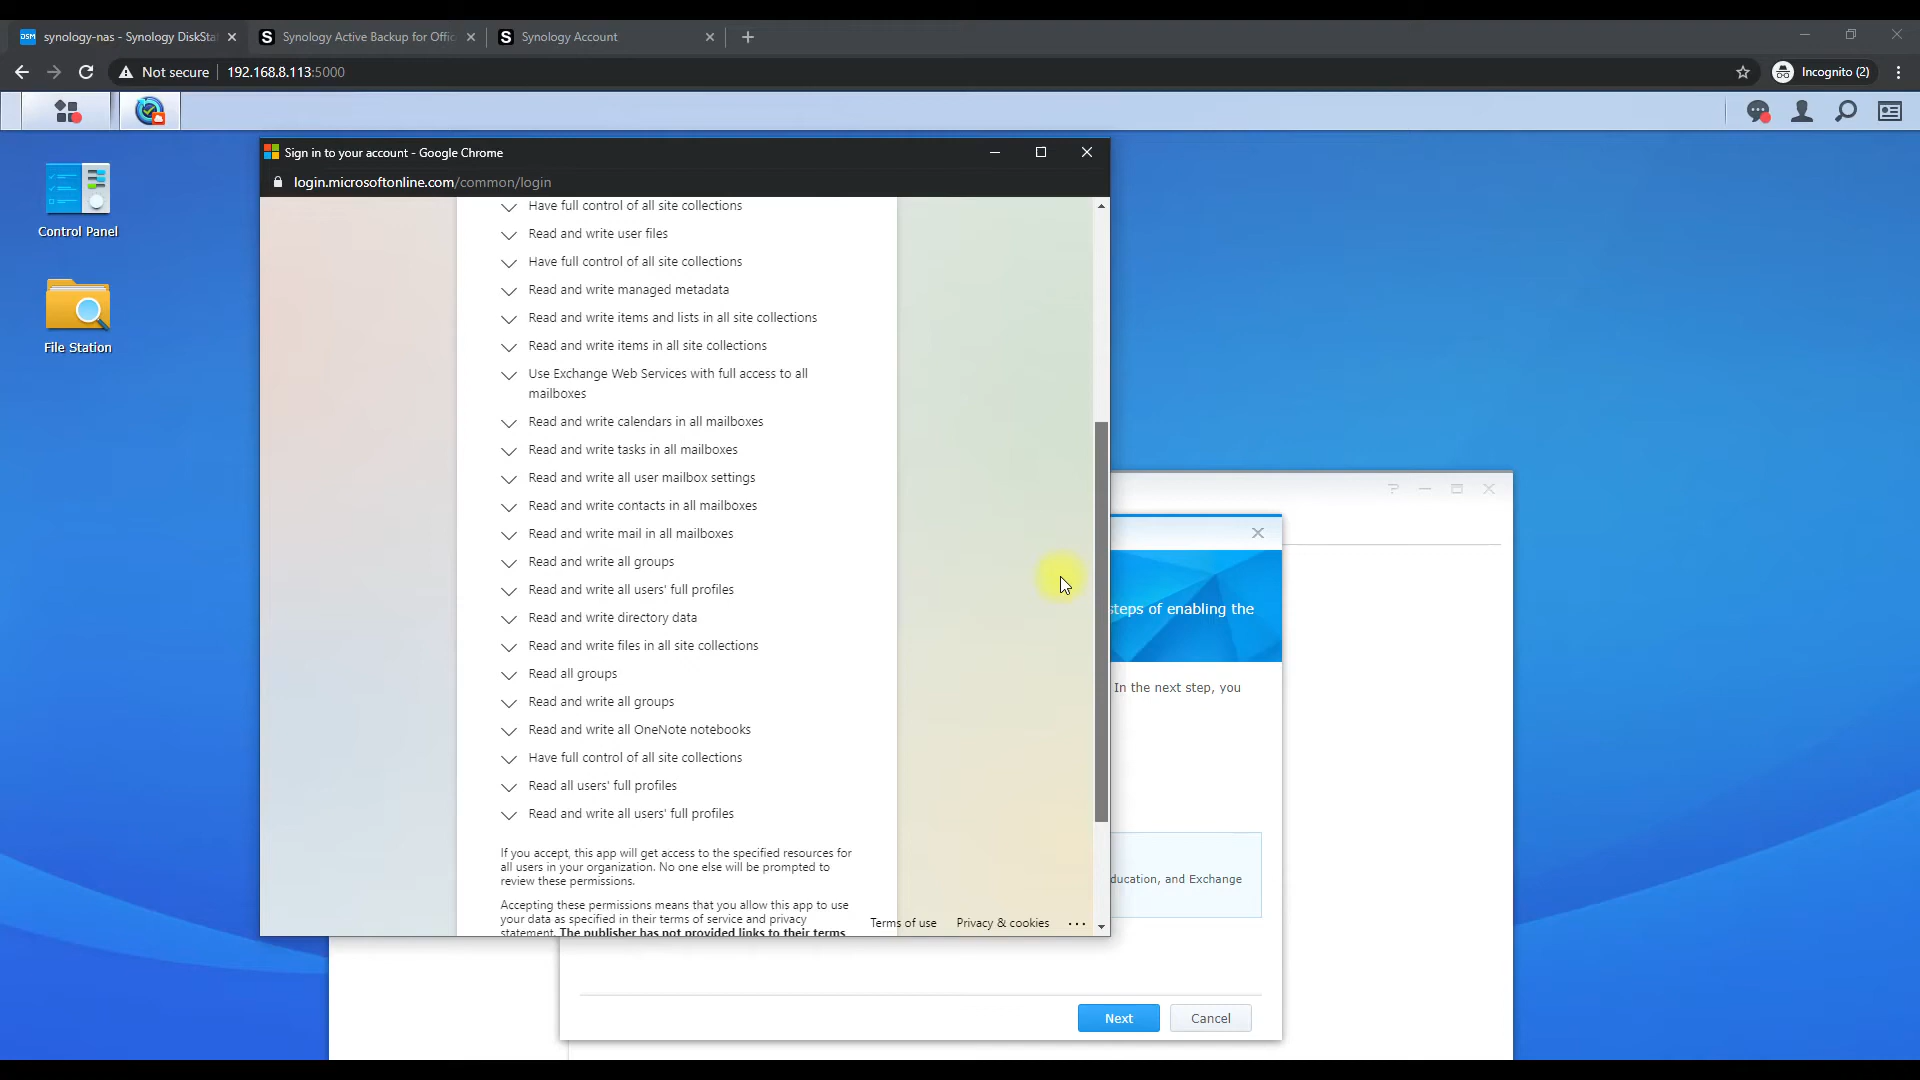 DSM synology-nas - Synology DiskSta
S Synology Active Backup for Offi
S Synology Account
Not secure 192.168.8.113:5000
Incognito (2)
Control Panel
File Station
Sign in to your account - Google Chrome
login.microsoftonline.com/common/login
Have full control of all site collections
Read and write user files
Have full control of all site collections
Read and write managed metadata
Read and write items and lists in all site collections
Read and write items in all site collections
Use Exchange Web Services with full access to all
mailboxes
Read and write calendars in all mailboxes
Read and write tasks in all mailboxes
Read and write all user mailbox settings
Read and write contacts in all mailboxes
Read and write mail in all mailboxes
Read and write all groups
Read and write all users' full profiles
Read and write directory data
Read and write files in all site collections
Read all groups
Read and write all groups
Read and write all OneNote notebooks
Have full control of all site collections
Read all users' full profiles
Read and write all users' full profiles
If you accept, this app will get access to the specified resources for
all users in your organization. No one else will be prompted to
review these permissions.
Accepting these permissions means that you allow this app to use
your data as specified in their terms of service and privacy
statement. The publisher has not provided links to their terms
Terms of use Privacy & cookies ...
steps of enabling the
In the next step, you
ducation, and Exchange
Next Cancel